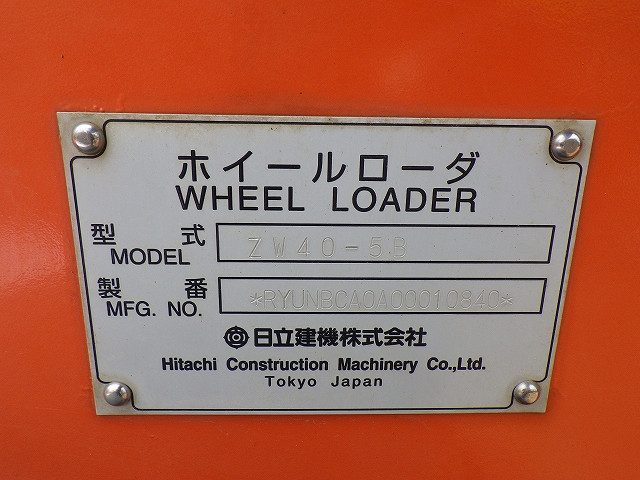 ホイールローダ
WHEEL LOADER
型式
MODEL ZW40-5B
製番
MFG. NO. *RYUNBCA0A00010840*
日立建機株式会社
Hitachi Construction Machinery Co.,Ltd.
Tokyo Japan